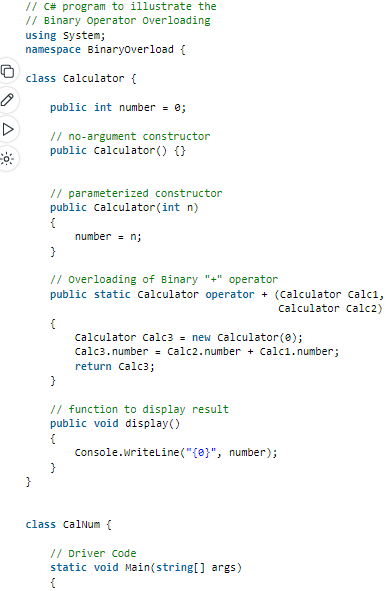 // C# program to illustrate the
// Binary Operator Overloading
using System;
namespace BinaryOverload {
class Calculator {
public int number = 0;
// no-argument constructor
public Calculator() {}
// parameterized constructor
public Calculator(int n)
{
number = n;
}
// Overloading of Binary "+" operator
public static Calculator operator + (Calculator Calc1,
Calculator Calc2)
{
Calculator Calc3 = new Calculator(0);
Calc3.number = Calc2.number + Calc1.number;
return Calc3;
}
// function to display result
public void display()
{
Console.WriteLine("{0}", number);
}
}
class CalNum {
// Driver Code
static void Main(string[] args)
{